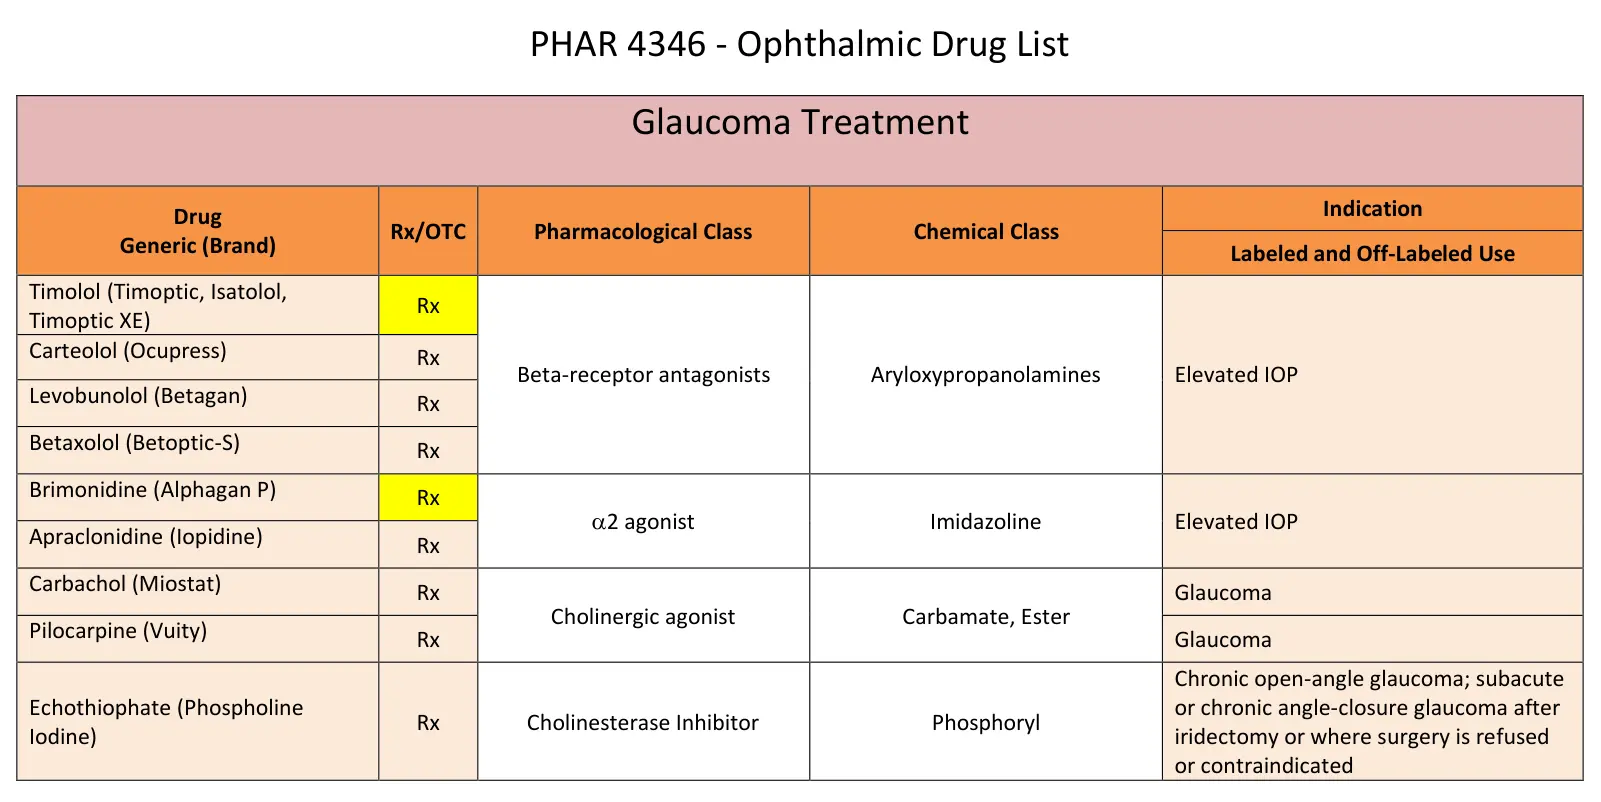 PHAR 4346 - Ophthalmic Drug List
Glaucoma Treatment
Drug
Generic (Brand)
Rx/OTC
Pharmacological Class
Chemical Class
Indication
Labeled and Off-Labeled Use
Timolol (Timoptic, Isatolol,
Timoptic XE)
Rx
Beta-receptor antagonists
Aryloxypropanolamines
Elevated IOP
Carteolol (Ocupress)
Rx
Levobunolol (Betagan)
Rx
Betaxolol (Betoptic-S)
Rx
Brimonidine (Alphagan P)
Rx
α2 agonist
Imidazoline
Elevated IOP
Apraclonidine (Iopidine)
Rx
Carbachol (Miostat)
Rx
Cholinergic agonist
Carbamate, Ester
Glaucoma
Pilocarpine (Vuity)
Rx
Glaucoma
Echothiophate (Phospholine
Iodine)
Rx
Cholinesterase Inhibitor
Phosphoryl
Chronic open-angle glaucoma; subacute
or chronic angle-closure glaucoma after
iridectomy or where surgery is refused
or contraindicated